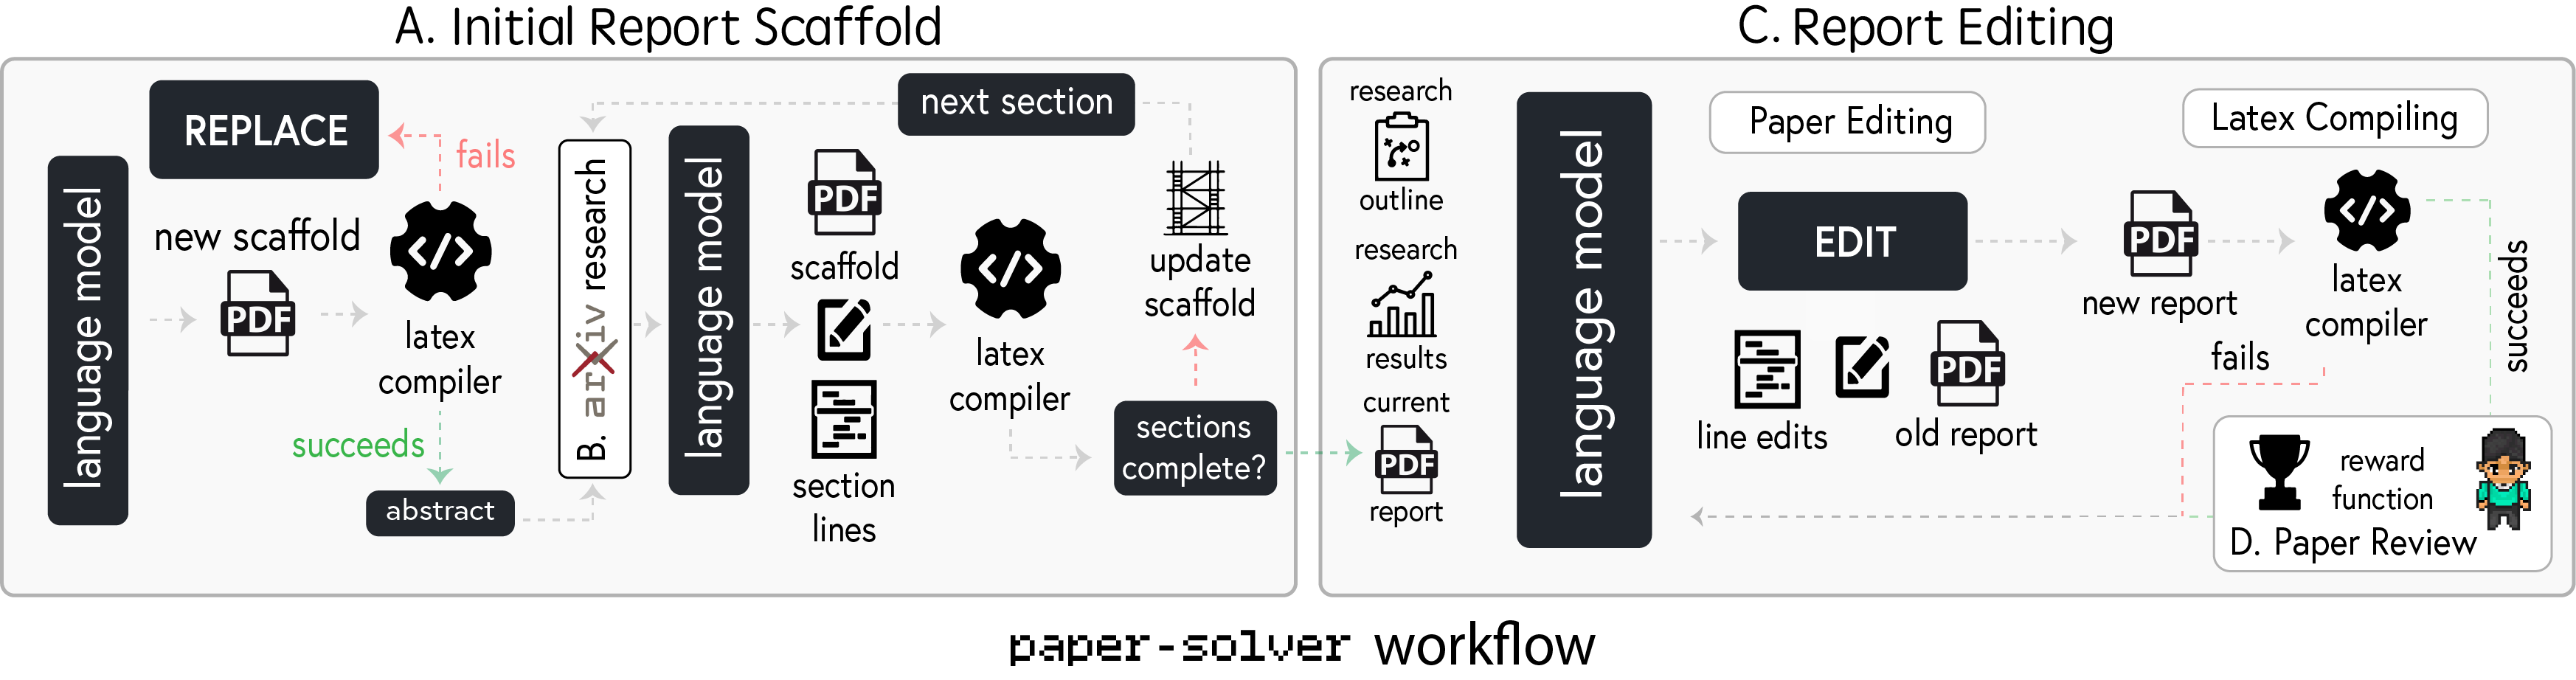 A. Initial Report Scaffold
language model
REPLACE
fails
new scaffold
PDF
</>
latex
compiler
succeeds
abstract
B. arXiv research
next section
language model
PDF
scaffold
section
lines
</>
latex
compiler
update
scaffold
sections
complete?
C. Report Editing
research
outline
research
results
current
PDF
report
language model
Paper Editing
EDIT
line edits
PDF
old report
PDF
new report
Latex Compiling
</>
latex
compiler
fails
succeeds
reward
function
D. Paper Review
paper-solver workflow